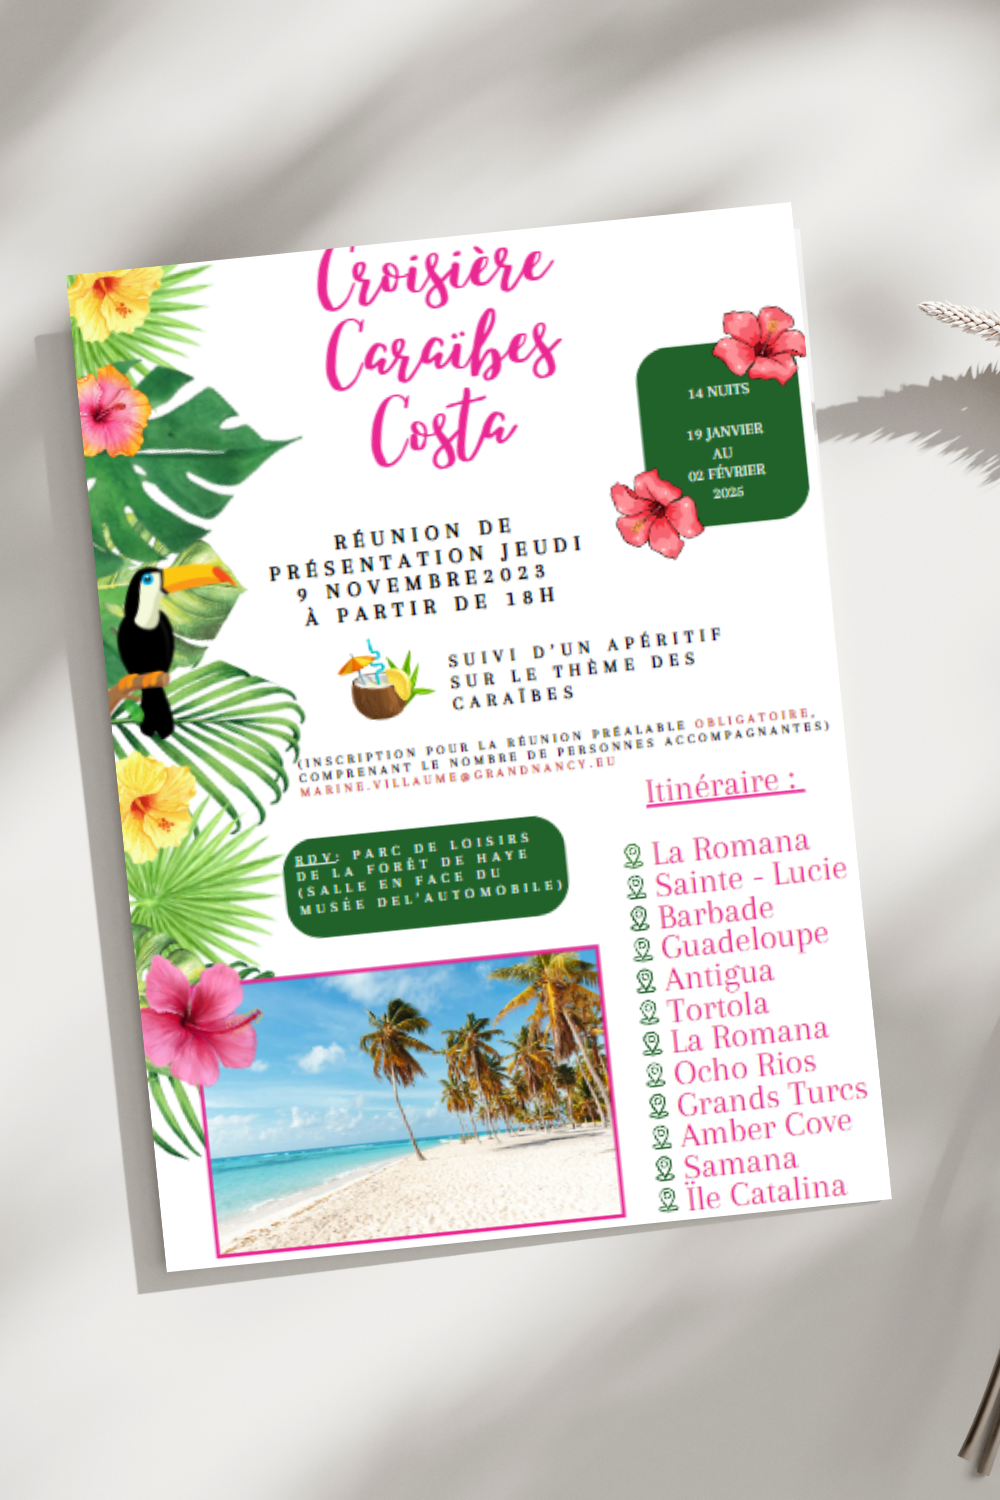 Croisière
Caraïbes
Costa
14 NUITS
19 JANVIER
AU
02 FÉVRIER
2025
RÉUNION DE
PRÉSENTATION JEUDI
9 NOVEMBRE2023
À PARTIR DE 18H
SUIVI D'UN APÉRITIF
SUR LE THÈME DES
CARAÏBES
(INSCRIPTION POUR LA RÉUNION PRÉALABLE OBLIGATOIRE,
COMPRENANT LE NOMBRE DE PERSONNES ACCOMPAGNANTES)
MARINE.VILLAUME@GRANDNANCY.EU
RDV: PARC DE LOISIRS
DE LA FORÊT DE HAYE
(SALLE EN FACE DU
MUSÉE DEL'AUTOMOBILE)
Itinéraire :
La Romana
Sainte - Lucie
Barbade
Guadeloupe
Antigua
Tortola
La Romana
Ocho Rios
Grands Turcs
Amber Cove
Samana
Île Catalina